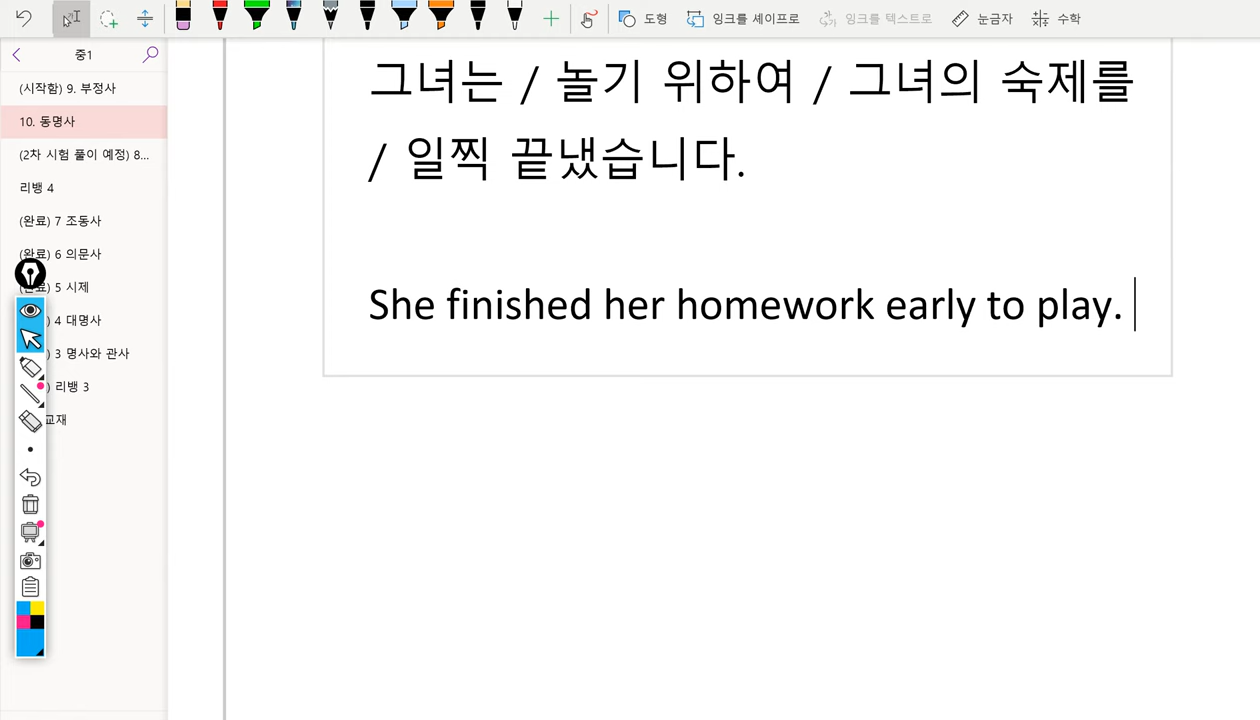 도형
잉크를 셰이프로
잉크를 텍스트로
눈금자
수학
중1
(시작함) 9. 부정사
10. 동명사
(2차 시험 풀이 예정) 8...
리뱅 4
(완료) 7 조동사
(완료) 6 의문사
) 5 시제
) 4 대명사
) 3 명사와 관사
) 리뱅 3
교재
그녀는 / 놀기 위하여 / 그녀의 숙제를
/ 일찍 끝냈습니다.
She finished her homework early to play.